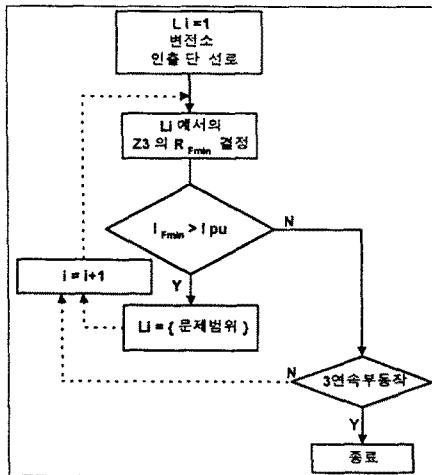 Li=1
변전소
인출 단 선로
Li 에서의
Z3 의 R Fmin 결정
I Fmin > I pu
N
Y
i = i+1
Li = { 문제범위 }
N
3연속부동작
Y
종료